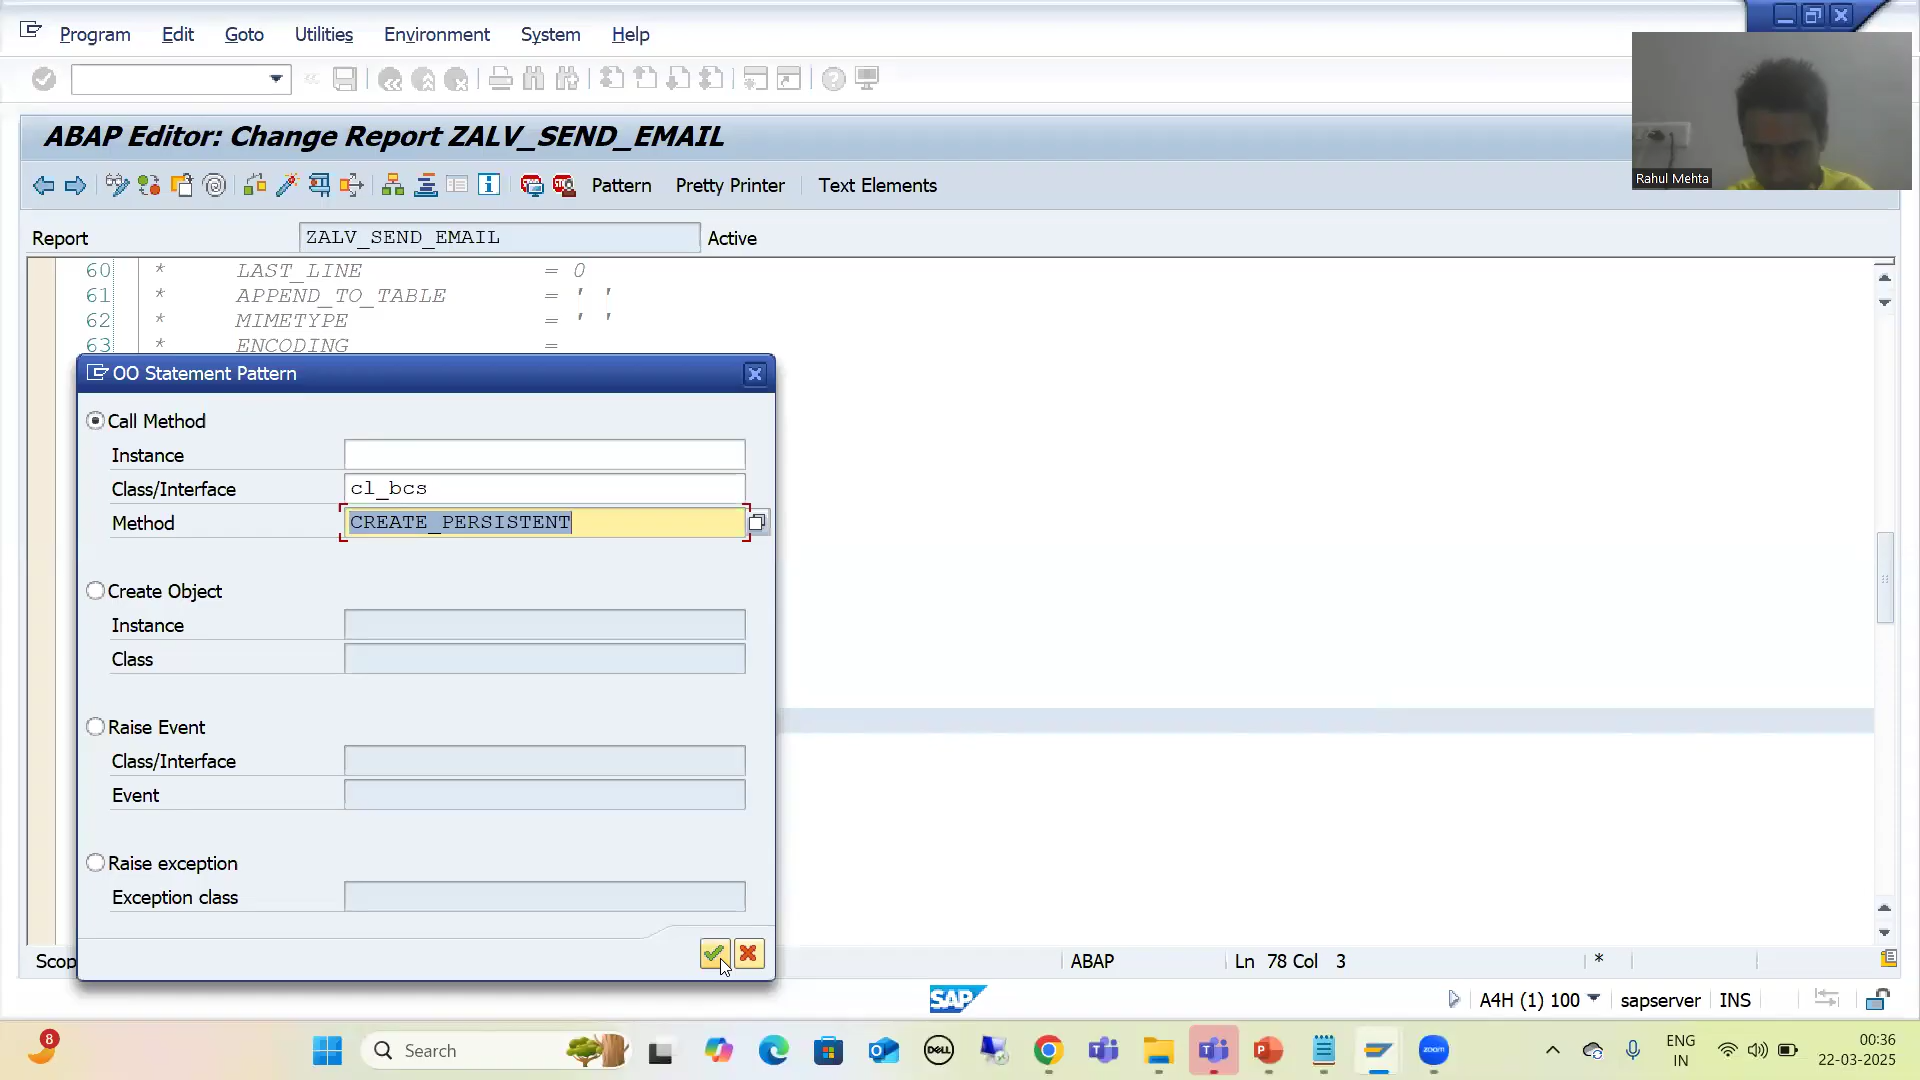 Program Edit Goto Utilities Environment System Help
ABAP Editor: Change Report ZALV_SEND_EMAIL
Pattern Pretty Printer Text Elements
Rahul Mehta
Report ZALV_SEND_EMAIL Active
60 * LAST_LINE = 0
61 * APPEND_TO_TABLE = ' '
62 * MIMETYPE = ' '
63 * ENCODING =
OO Statement Pattern
Call Method
Instance
Class/Interface cl_bcs
Method CREATE_PERSISTENT
Create Object
Instance
Class
Raise Event
Class/Interface
Event
Raise exception
Exception class
Scop ABAP Ln 78 Col 3 *
SAP A4H (1) 100 sapserver INS
8 Search DELL zoom ENG 00:36
IN 22-03-2025